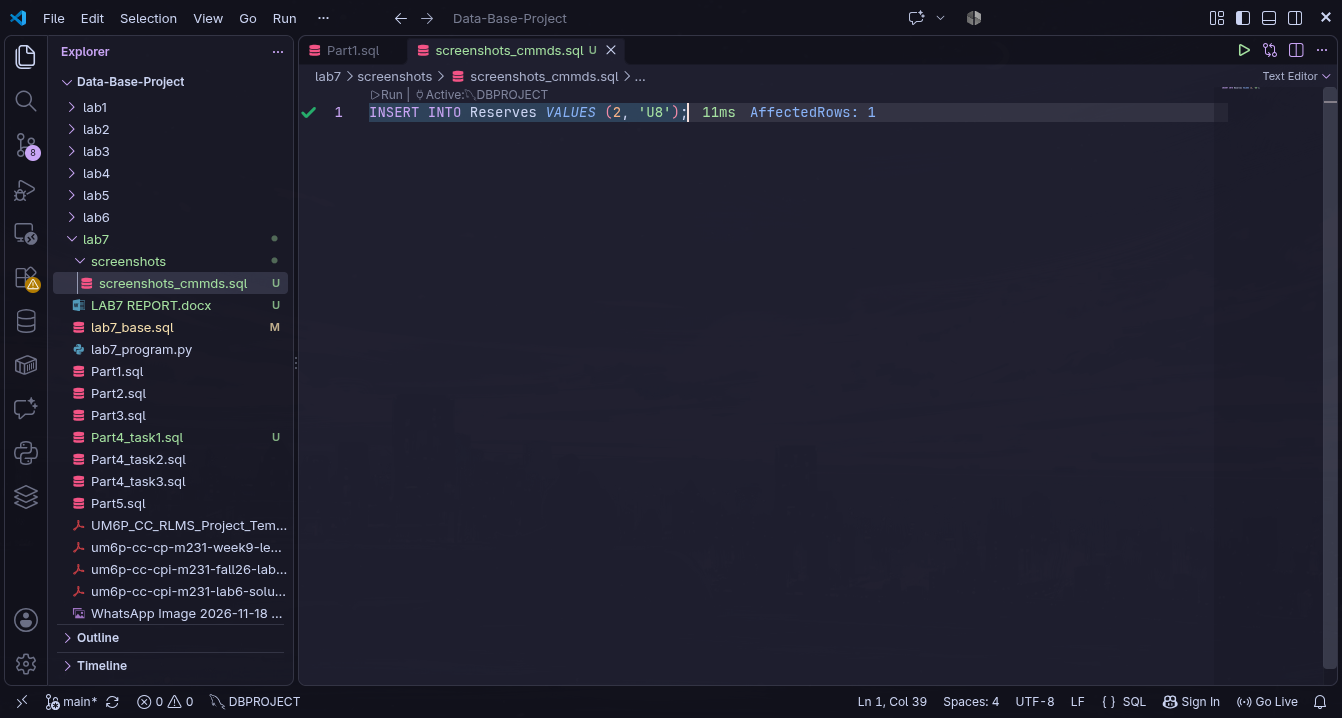 File Edit Selection View Go Run ··· Data-Base-Project
Explorer ···
Data-Base-Project
lab1
lab2
lab3
lab4
lab5
lab6
lab7
screenshots
screenshots_cmmds.sql U
LAB7 REPORT.docx U
lab7_base.sql M
lab7_program.py
Part1.sql
Part2.sql
Part3.sql
Part4_task1.sql U
Part4_task2.sql
Part4_task3.sql
Part5.sql
UM6P_CC_RLMS_Project_Tem...
um6p-cc-cp-m231-week9-le...
um6p-cc-cpi-m231-fall26-lab...
um6p-cc-cpi-m231-lab6-solu...
WhatsApp Image 2026-11-18 ...
Outline
Timeline
8
Part1.sql screenshots_cmmds.sql U
lab7 > screenshots > screenshots_cmmds.sql > ... Text Editor
Run | Active: DBPROJECT
1 INSERT INTO Reserves VALUES (2, 'U8'); 11ms AffectedRows: 1
main* 0 0 DBPROJECT Ln 1, Col 39 Spaces: 4 UTF-8 LF { } SQL Sign In Go Live